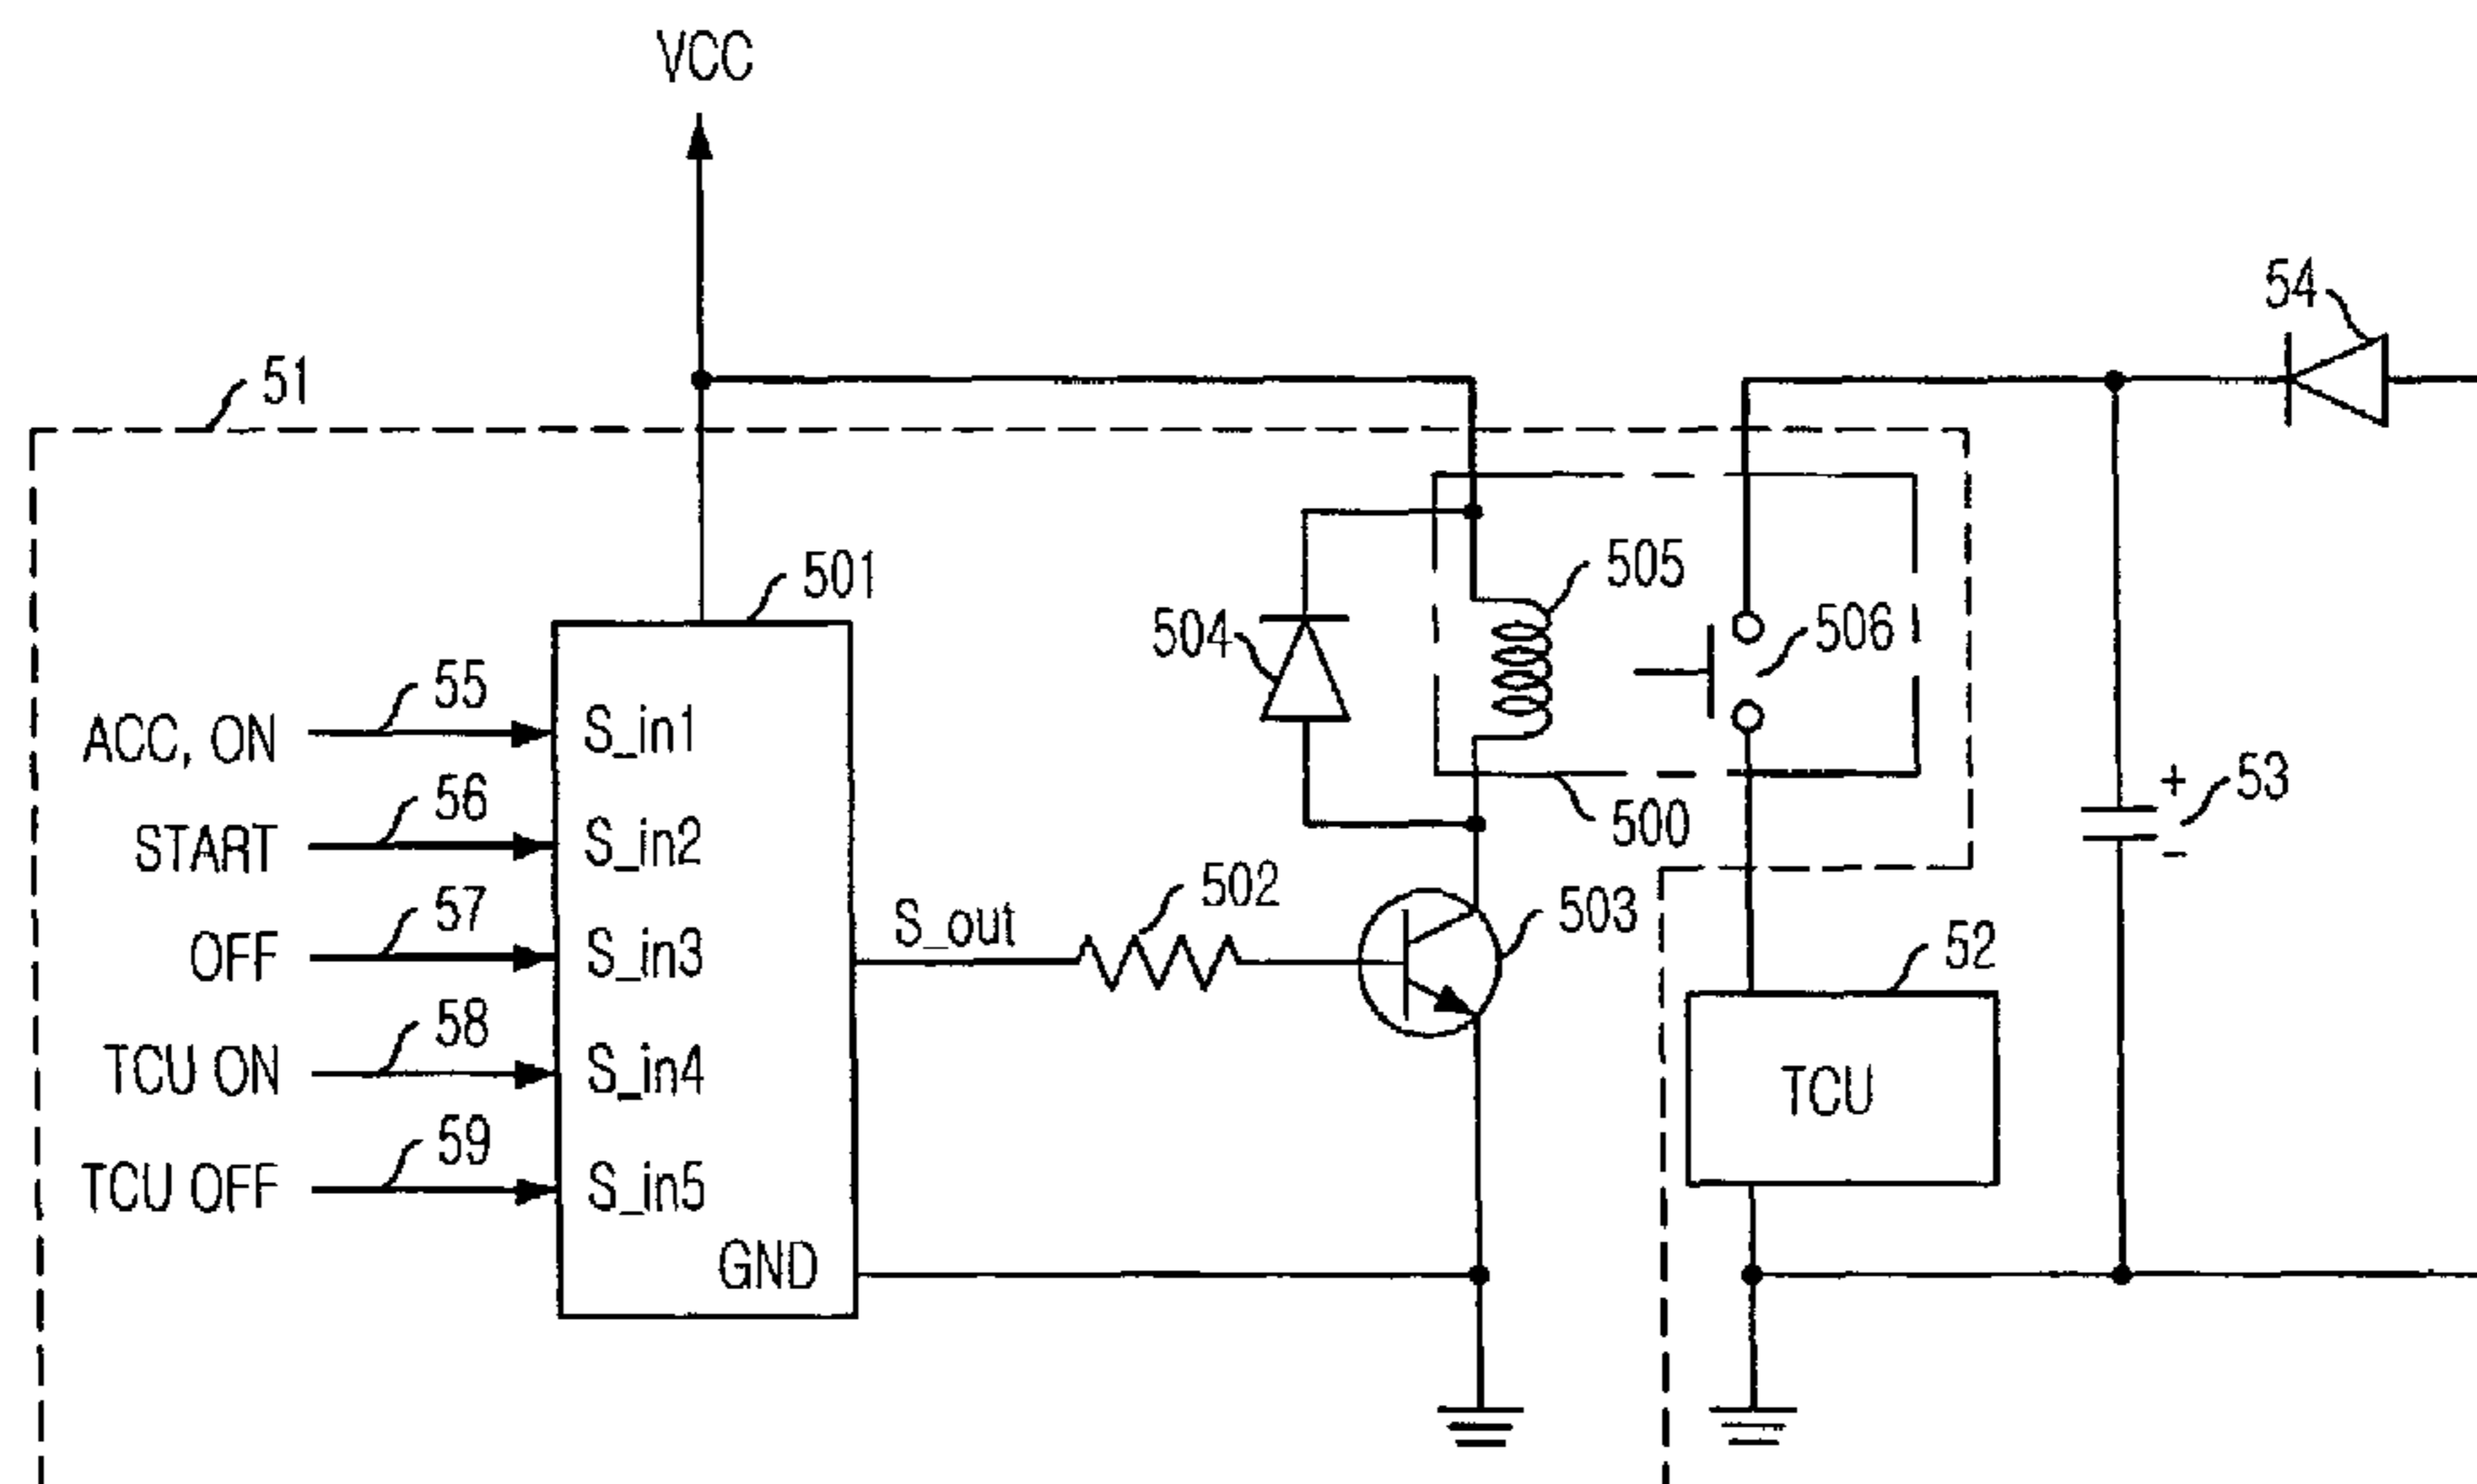 VCC
54
51
501
505
504
506
55
ACC, ON
S_in1
53
+
-
56
START
S_in2
500
57
OFF
S_in3
S_out
502
503
52
58
TCU ON
S_in4
TCU
59
TCU OFF
S_in5
GND